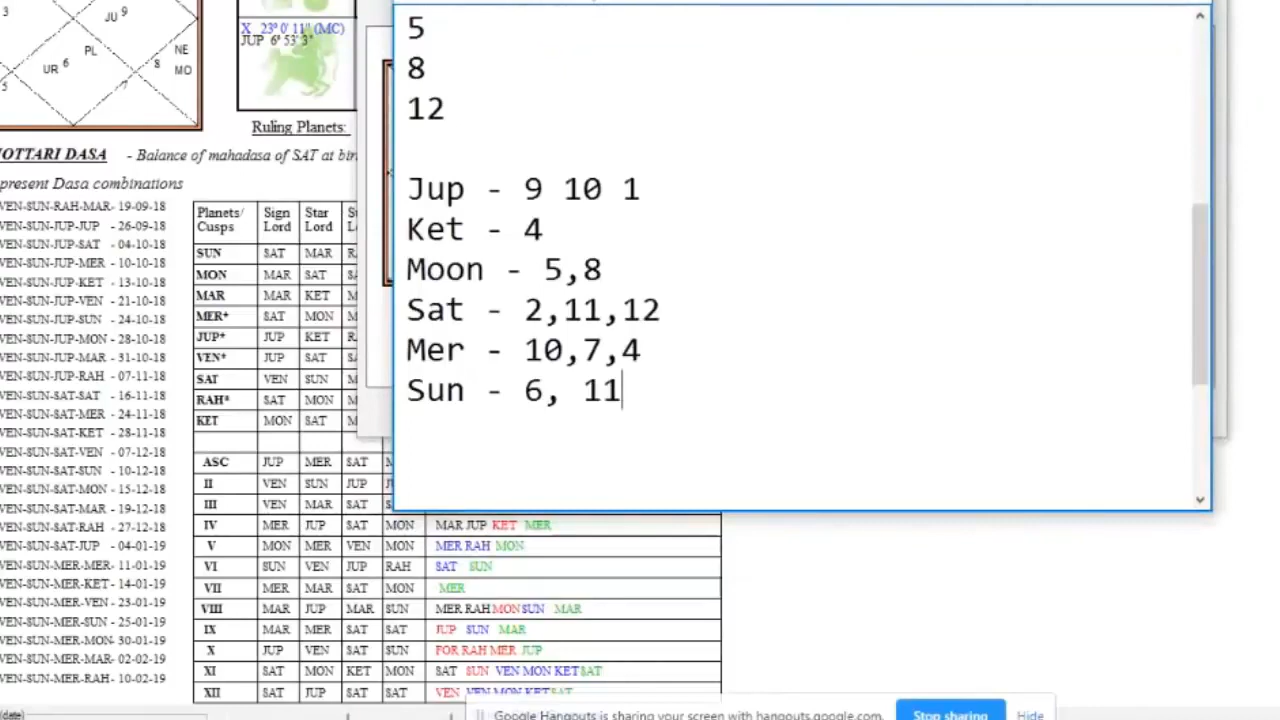 3
JU 9
PL
UR 6
8
NE
MO
5
7
X 23° 0' 11" (MC)
JUP 6° 53' 3"
Ruling Planets:
OTTARI DASA - Balance of mahadasa of SAT at bir
present Dasa combinations
VEN-SUN-RAH-MAR- 19-09-18
VEN-SUN-JUP-JUP - 26-09-18
VEN-SUN-JUP-SAT - 04-10-18
VEN-SUN-JUP-MER - 10-10-18
VEN-SUN-JUP-KET - 13-10-18
VEN-SUN-JUP-VEN - 21-10-18
VEN-SUN-JUP-SUN - 24-10-18
VEN-SUN-JUP-MON - 28-10-18
VEN-SUN-JUP-MAR - 31-10-18
VEN-SUN-JUP-RAH - 07-11-18
VEN-SUN-SAT-SAT - 16-11-18
VEN-SUN-SAT-MER - 24-11-18
VEN-SUN-SAT-KET - 28-11-18
VEN-SUN-SAT-VEN - 07-12-18
VEN-SUN-SAT-SUN - 10-12-18
VEN-SUN-SAT-MON - 15-12-18
VEN-SUN-SAT-MAR - 19-12-18
VEN-SUN-SAT-RAH - 27-12-18
VEN-SUN-SAT-JUP - 04-01-19
VEN-SUN-MER-MER- 11-01-19
VEN-SUN-MER-KET - 14-01-19
VEN-SUN-MER-VEN - 23-01-19
VEN-SUN-MER-SUN - 25-01-19
VEN-SUN-MER-MON- 30-01-19
VEN-SUN-MER-MAR- 02-02-19
VEN-SUN-MER-RAH - 10-02-19
(date)
Planets/ Sign Star
Cusps Lord Lord
SUN SAT MAR
MON MAR SAT
MAR MAR KET
MER* SAT MON
JUP* JUP KET
VEN* JUP SAT
SAT VEN SUN
RAH* SAT MON
KET MON SAT
ASC JUP MER SAT
II VEN SUN JUP
III VEN MAR SAT
IV MER JUP SAT MON MAR JUP KET MER
V MON MER VEN MON MER RAH MON
VI SUN VEN JUP RAH SAT SUN
VII MER MAR SAT MON MER
VIII MAR JUP MAR SUN MER RAH MON SUN MAR
IX MAR MER SAT SAT JUP SUN MAR
X JUP VEN SAT SUN FOR RAH MER JUP
XI SAT MON KET MON SAT SUN VEN MON KET SAT
XII SAT JUP SAT SAT VEN VEN MON KET SAT
5
8
12
Jup - 9 10 1
Ket - 4
Moon - 5,8
Sat - 2,11,12
Mer - 10,7,4
Sun - 6, 11
Google Hangouts is sharing your screen with hangouts.google.com. Stop sharing Hide